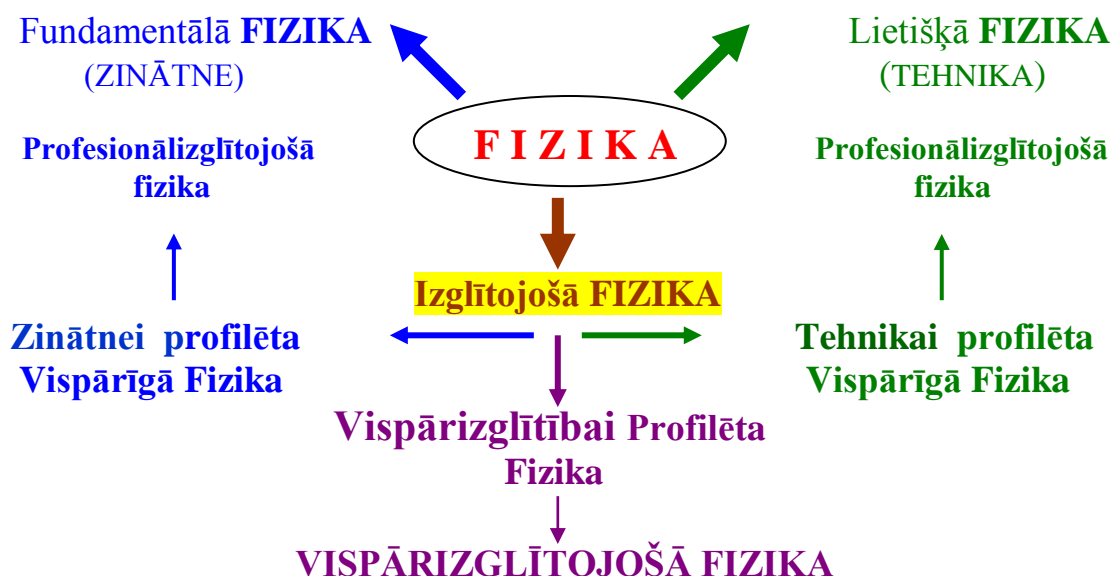 Fundamentālā FIZIKA
(ZINĀTNE)
Lietišķā FIZIKA
(TEHNIKA)
F I Z I K A
Profesionālizglītojošā
fizika
Profesionālizglītojošā
fizika
Izglītojošā FIZIKA
Zinātnei profilēta
Vispārīgā Fizika
Tehnikai profilēta
Vispārīgā Fizika
Vispārizglītībai Profilēta
Fizika
VISPĀRIZGLĪTOJOŠĀ FIZIKA